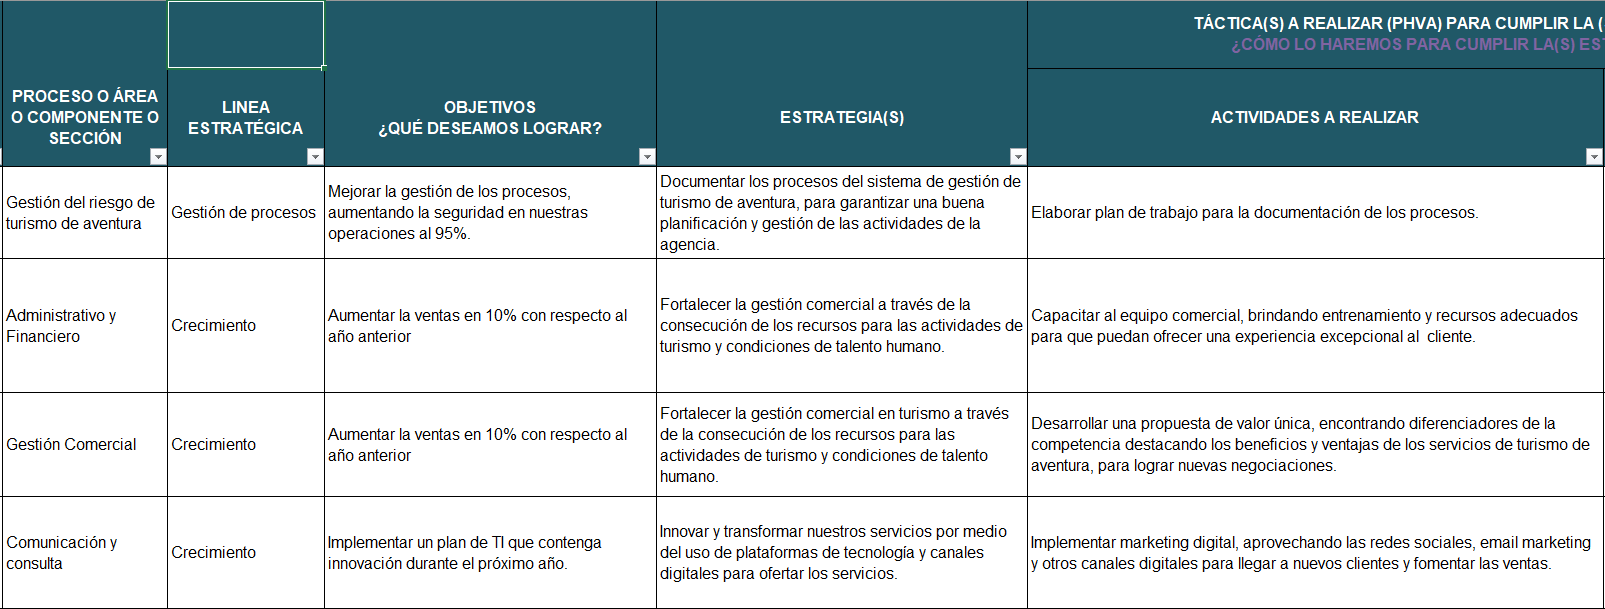 TÁCTICA(S) A REALIZAR (PHVA) PARA CUMPLIR LA (
¿CÓMO LO HAREMOS PARA CUMPLIR LA(S) ES
PROCESO O ÁREA
O COMPONENTE O
SECCIÓN
LINEA
ESTRATÉGICA
OBJETIVOS
¿QUÉ DESEAMOS LOGRAR?
ESTRATEGIA(S)
ACTIVIDADES A REALIZAR
Gestión del riesgo de
turismo de aventura
Gestión de procesos
Mejorar la gestión de los procesos,
aumentando la seguridad en nuestras
operaciones al 95%.
Documentar los procesos del sistema de gestión de
turismo de aventura, para garantizar una buena
planificación y gestión de las actividades de la
agencia.
Elaborar plan de trabajo para la documentación de los procesos.
Administrativo y
Financiero
Crecimiento
Aumentar la ventas en 10% con respecto al
año anterior
Fortalecer la gestión comercial a través de la
consecución de los recursos para las actividades de
turismo y condiciones de talento humano.
Capacitar al equipo comercial, brindando entrenamiento y recursos adecuados
para que puedan ofrecer una experiencia excepcional al  cliente.
Gestión Comercial
Crecimiento
Aumentar la ventas en 10% con respecto al
año anterior
Fortalecer la gestión comercial en turismo a través
de la consecución de los recursos para las
actividades de turismo y condiciones de talento
humano.
Desarrollar una propuesta de valor única, encontrando diferenciadores de la
competencia destacando los beneficios y ventajas de los servicios de turismo de
aventura, para lograr nuevas negociaciones.
Comunicación y
consulta
Crecimiento
Implementar un plan de TI que contenga
innovación durante el próximo año.
Innovar y transformar nuestros servicios por medio
del uso de plataformas de tecnología y canales
digitales para ofertar los servicios.
Implementar marketing digital, aprovechando las redes sociales, email marketing
y otros canales digitales para llegar a nuevos clientes y fomentar las ventas.